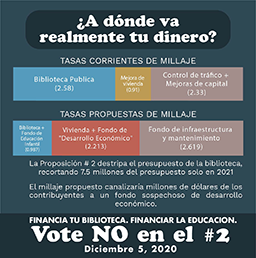 ¿A dónde va
realmente tu dinero?
TASAS CORRIENTES DE MILLAJE
Biblioteca Publica
(2.58)
Mejora de
vivienda
(0.91)
Control de tráfico +
Mejoras de capital
(2.33)
TASAS PROPUESTAS DE MILLAJE
Biblioteca +
Fondo de
Educación
Infantil
(0.987)
Vivienda + Fondo de
"Desarrollo Económico"
(2.213)
Fondo de infraestructura y
mantenimiento
(2.619)
La Proposición # 2 destripa el presupuesto de la biblioteca,
recortando 7.5 millones del presupuesto solo en 2021
El millaje propuesto canalizaría millones de dólares de los
contribuyentes a un fondo sospechoso de desarrollo
económico.
FINANCIA TU BIBLIOTECA. FINANCIAR LA EDUCACION.
Vote NO en el #2
Diciembre 5, 2020